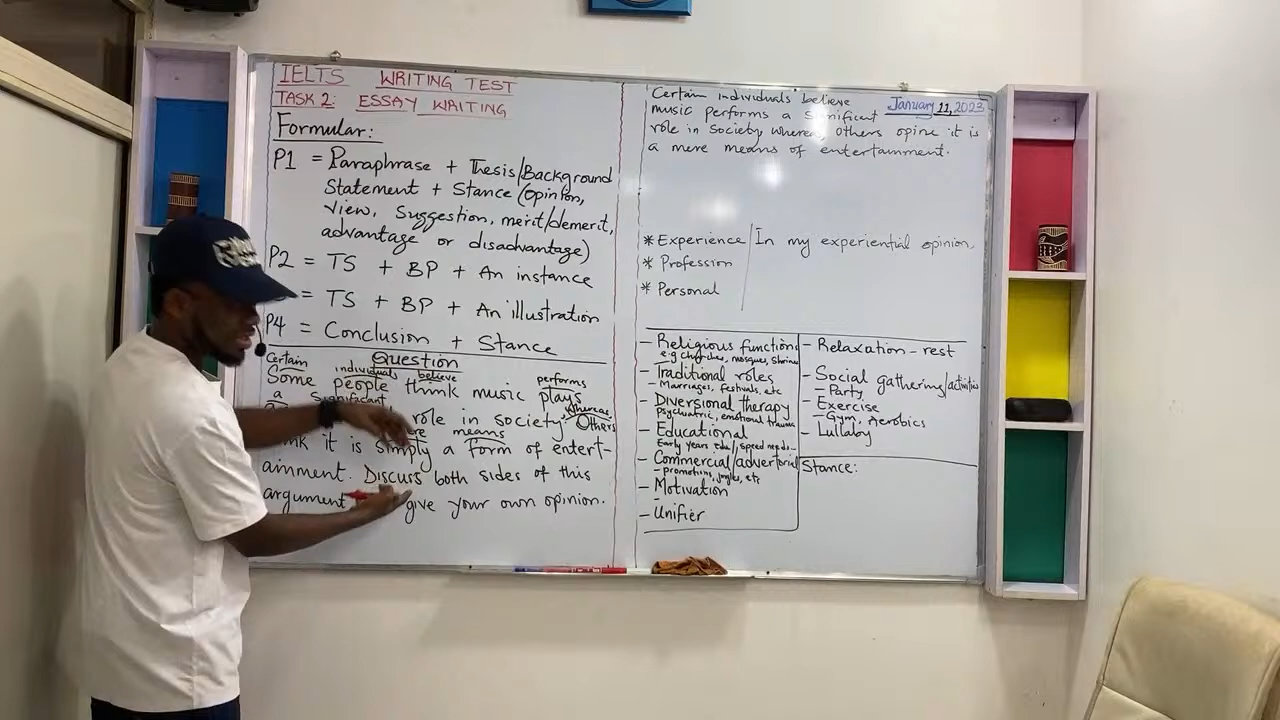 IELTS WRITING TEST
TASK 2: ESSAY WRITING
Formular:
P1 = Paraphrase + Thesis/Background
Statement + Stance (Opinion,
view, suggestion, merit/demerit,
advantage or disadvantage)
P2 = TS + BP + An instance
= TS + BP + An illustration
P4 = Conclusion + Stance
Question
Certain individuals believe performs
Some people think music plays
a significant whereas,
role in society. Others
means
it is simply a form of entert-
ainment. Discuss both sides of this
argument give your own opinion.
Certain individuals believe
January 11, 2023
music performs a significant
role in society whereas, others opine it is
a mere means of entertainment.
* Experience / In my experiential opinion,
* Profession
* Personal
- Religious functions
e.g churches, mosques, shrines
- Traditional roles
- Marriages, festivals, etc
- Diversional therapy
psychiatric, emotional trauma
- Educational
Early years edu/
- Commercial/advertorial
- promotions, jingles, etc
- Motivation
- Unifier
- Relaxation - rest
- Social gathering/activities
- Party
- Exercise
- Gym, Aerobics
- Lullaby
Stance: